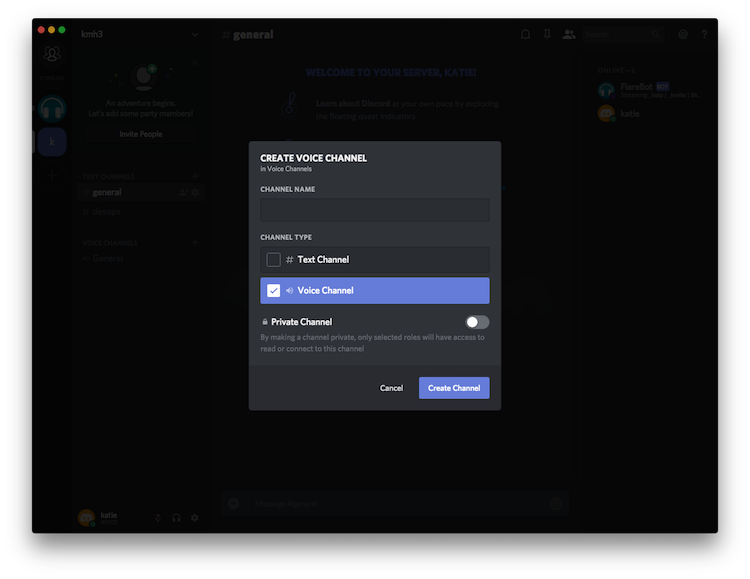 kmh3
general
Search
?
WELCOME TO YOUR SERVER, KATIE!
Learn about Discord at your own pace by exploring
the floating quest indicators.
An adventure begins.
Let's add some party members!
Invite People
k
TEXT CHANNELS
general
# devops
VOICE CHANNELS
General
FlareBot BOT
katie
CREATE VOICE CHANNEL
in Voice Channels
CHANNEL NAME
CHANNEL TYPE
# Text Channel
Voice Channel
Private Channel
By making a channel private, only selected roles will have access to
read or connect to this channel
Cancel
Create Channel
Message #general
katie